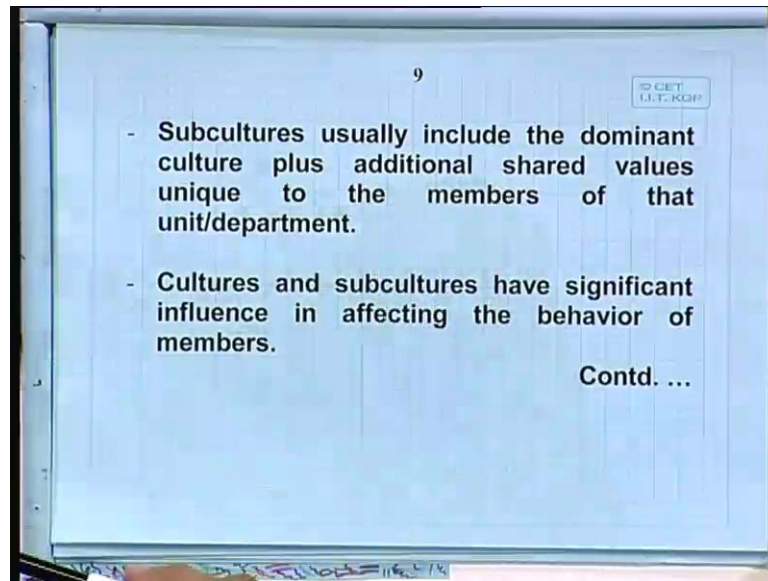 9
© CET
I.I.T. KGP
- Subcultures usually include the dominant
culture plus additional shared values
unique to the members of that
unit/department.
- Cultures and subcultures have significant
influence in affecting the behavior of
members.
Contd. ...